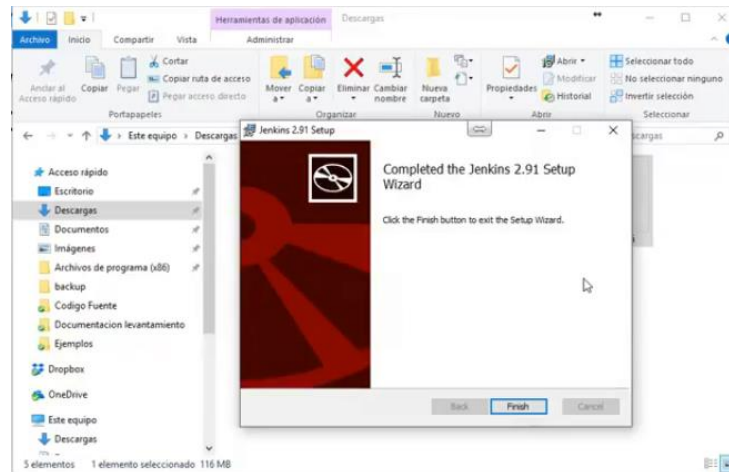 Herramientas de aplicación
Descargas
Archivo Inicio Compartir Vista Administrar
Anclar al Acceso rápido
Copiar
Pegar
Cortar
Copiar ruta de acceso
Pegar acceso directo
Portapapeles
Mover a
Copiar a
Eliminar
Cambiar nombre
Organizar
Nueva carpeta
Nuevo
Propiedades
Abrir
Modificar
Historial
Abrir
Seleccionar todo
No seleccionar ninguno
Invertir selección
Seleccionar
Este equipo > Descargas
Jenkins 2.91 Setup
Completed the Jenkins 2.91 Setup
Wizard
Click the Finish button to exit the Setup Wizard.
Back Finish Cancel
Acceso rápido
Escritorio
Descargas
Documentos
Imágenes
Archivos de programa (x86)
backup
Codigo Fuente
Documentacion levantamiento
Ejemplos
Dropbox
OneDrive
Este equipo
Descargas
5 elementos 1 elemento seleccionado 116 MB